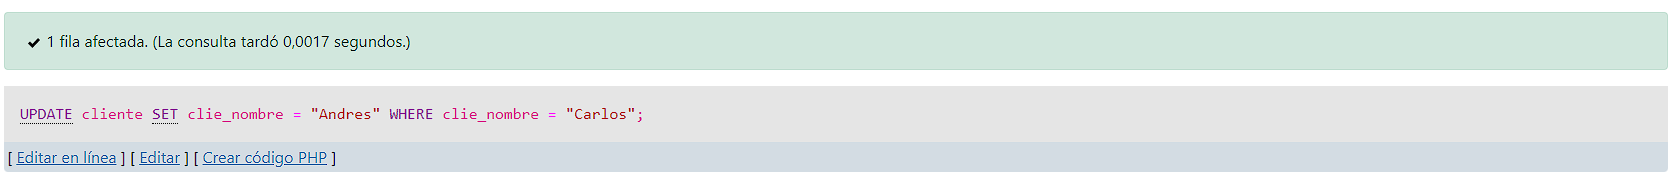 1 fila afectada. (La consulta tardó 0,0017 segundos.)
UPDATE cliente SET clie_nombre = "Andres" WHERE clie_nombre = "Carlos";
[ Editar en línea ] [ Editar ] [ Crear código PHP ]